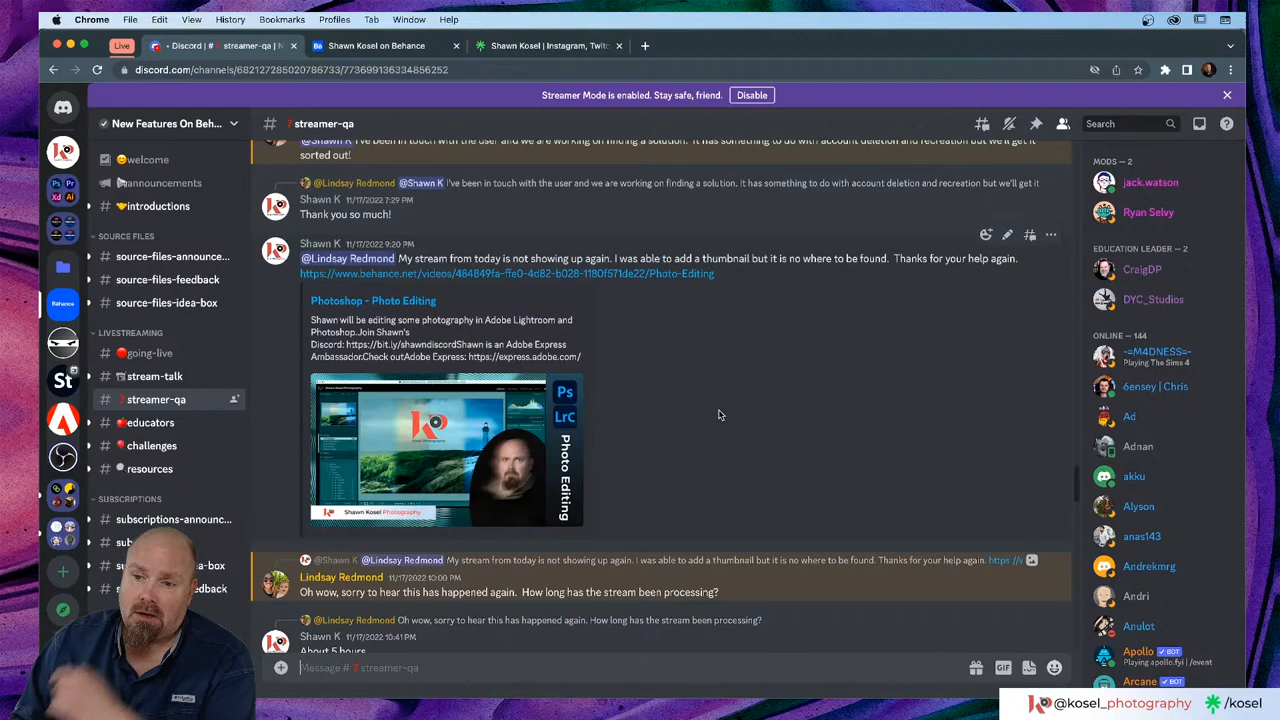 Chrome File Edit View History Bookmarks Profiles Tab Window Help
Live • Discord | # ❓streamer-qa | N Shawn Kosel on Behance Shawn Kosel | Instagram, Twitc
discord.com/channels/682127285020786733/773699136334856252
Streamer Mode is enabled. Stay safe, friend. Disable
New Features On Beh...
# ❓streamer-qa
Search
welcome
announcements
introductions
SOURCE FILES
source-files-announce...
source-files-feedback
source-files-idea-box
LIVESTREAMING
going-live
stream-talk
streamer-qa
educators
challenges
resources
SUBSCRIPTIONS
subscriptions-announc...
@Shawn K I've been in touch with the user and we are working on finding a solution. It has something to do with account deletion and recreation but we'll get it
sorted out!
@Lindsay Redmond @Shawn K I've been in touch with the user and we are working on finding a solution. It has something to do with account deletion and recreation but we'll get it
Shawn K 11/17/2022 7:29 PM
Thank you so much!
Shawn K 11/17/2022 9:20 PM
@Lindsay Redmond My stream from today is not showing up again. I was able to add a thumbnail but it is no where to be found. Thanks for your help again.
https://www.behance.net/videos/484849fa-ffe0-4d82-b028-1180f571de22/Photo-Editing
Photoshop - Photo Editing
Shawn will be editing some photography in Adobe Lightroom and
Photoshop.Join Shawn's
Discord: https://bit.ly/shawndiscordShawn is an Adobe Express
Ambassador.Check outAdobe Express: https://express.adobe.com/
Ps
LrC
Photo Editing
Kosel Photography
Shawn Kosel Photography
@Shawn K @Lindsay Redmond My stream from today is not showing up again. I was able to add a thumbnail but it is no where to be found. Thanks for your help again. https://v
Lindsay Redmond 11/17/2022 10:00 PM
Oh wow, sorry to hear this has happened again. How long has the stream been processing?
@Lindsay Redmond Oh wow, sorry to hear this has happened again. How long has the stream been processing?
Shawn K 11/17/2022 10:41 PM
About 5 hours
Message # ❓streamer-qa
GIF
MODS — 2
jack.watson
Ryan Selvy
EDUCATION LEADER — 2
CraigDP
DYC_Studios
ONLINE — 144
-=M4DNESS=-
Playing The Sims 4
6ensey | Chris
Ad
Adnan
akku
Alyson
anas143
Andrekmrg
Andri
Anulot
Apollo BOT
Playing apollo.fyi | /event
Arcane BOT
Ps Pr
Xd Ai
Bēhance
St
@kosel_photography /kosel